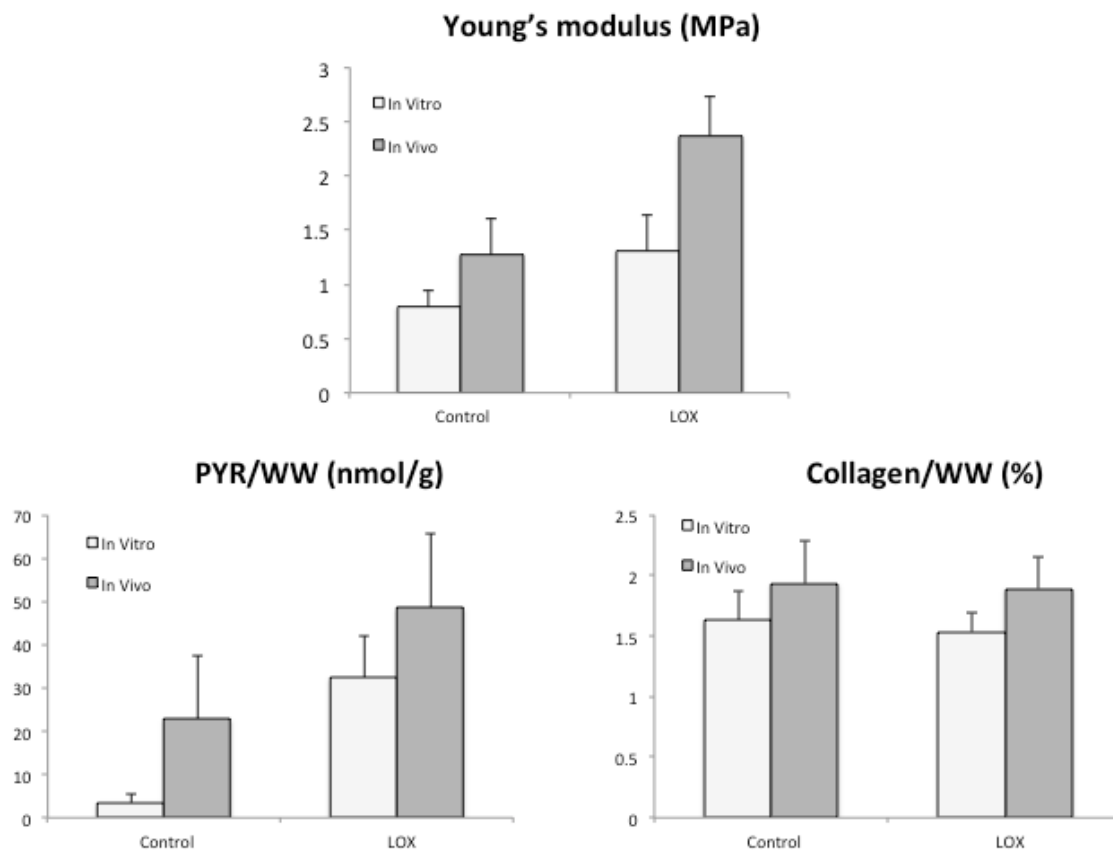 Young's modulus (MPa)
3
2.5
2
1.5
1
0.5
0
In Vitro
In Vivo
Control LOX
PYR/WW (nmol/g)
70
60
50
40
30
20
10
0
In Vitro
In Vivo
Control LOX
Collagen/WW (%)
2.5
2
1.5
1
0.5
0
In Vitro
In Vivo
Control LOX